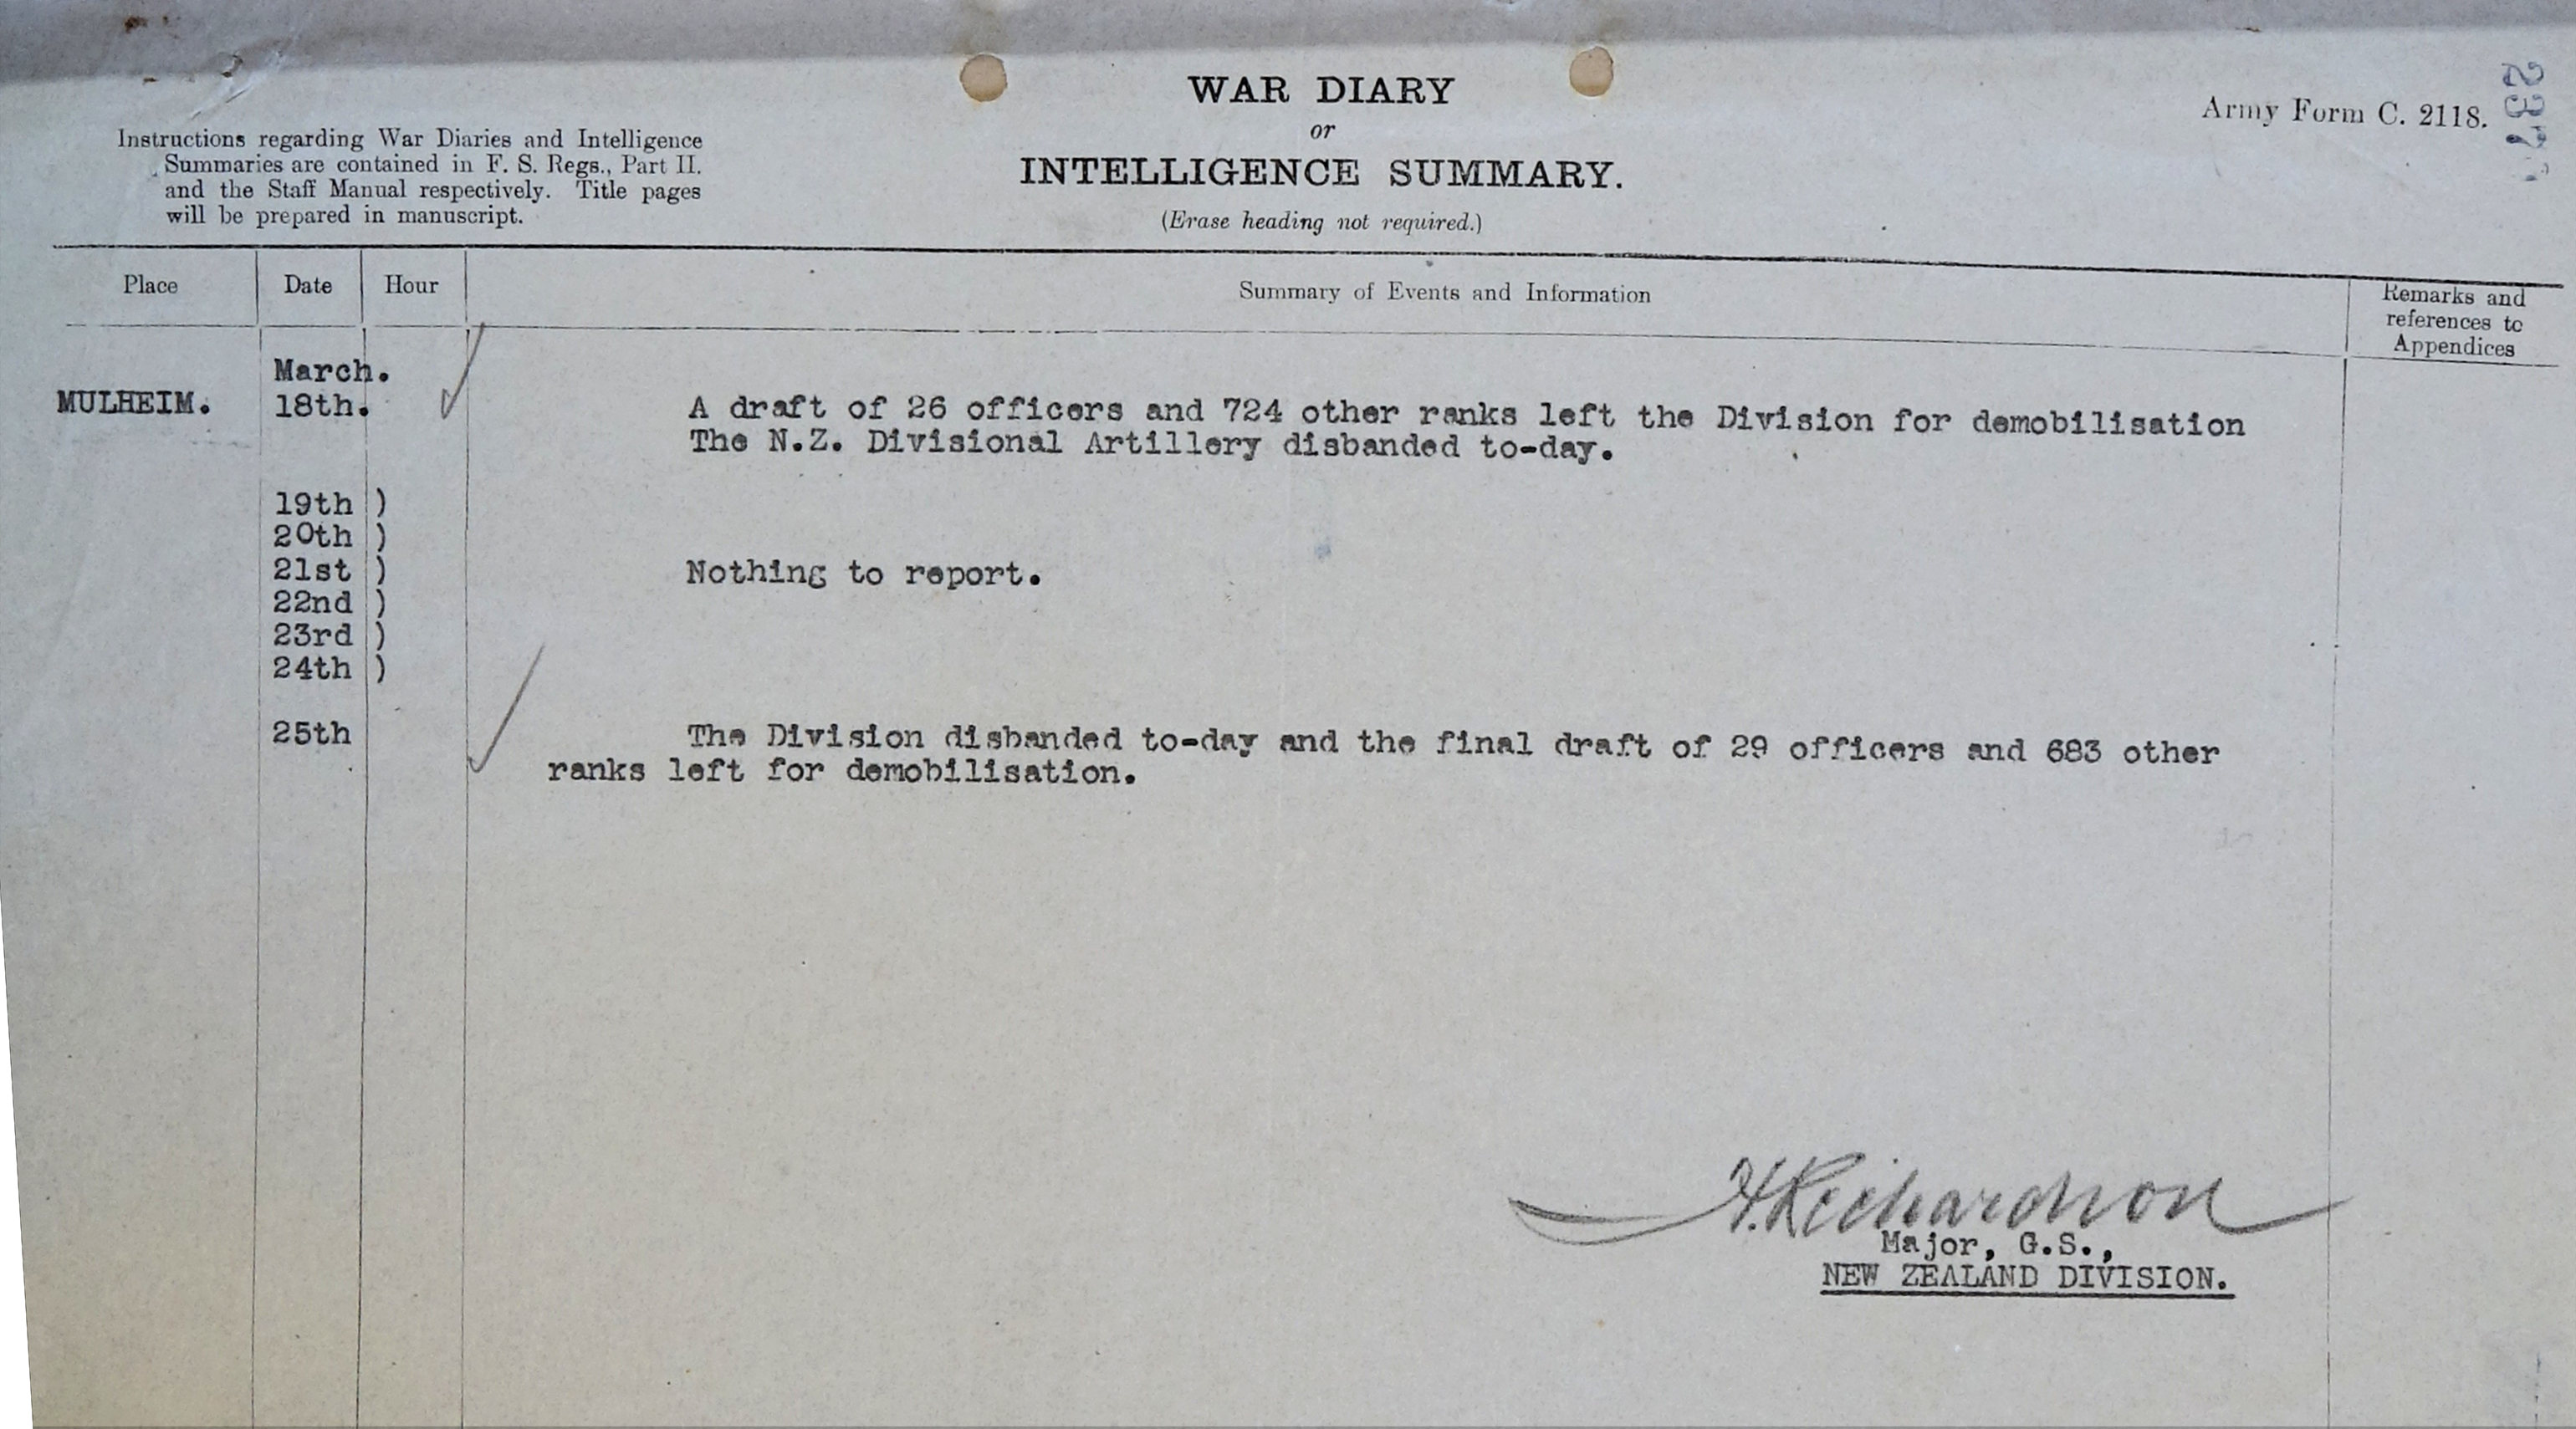 WAR DIARY
or
INTELLIGENCE SUMMARY.
(Erase heading not required.)
Army Form C. 2118.
Instructions regarding War Diaries and Intelligence
Summaries are contained in F. S. Regs., Part II.
and the Staff Manual respectively. Title pages
will be prepared in manuscript.
Place Date Hour Summary of Events and Information Remarks and
references to
Appendices
March.
MULHEIM. 18th. A draft of 26 officers and 724 other ranks left the Division for demobilisation
The N.Z. Divisional Artillery disbanded to-day.
19th )
20th )
21st ) Nothing to report.
22nd )
23rd )
24th )
25th The Division disbanded to-day and the final draft of 29 officers and 683 other
ranks left for demobilisation.
H. Richardson
Major, G.S.,
NEW ZEALAND DIVISION.